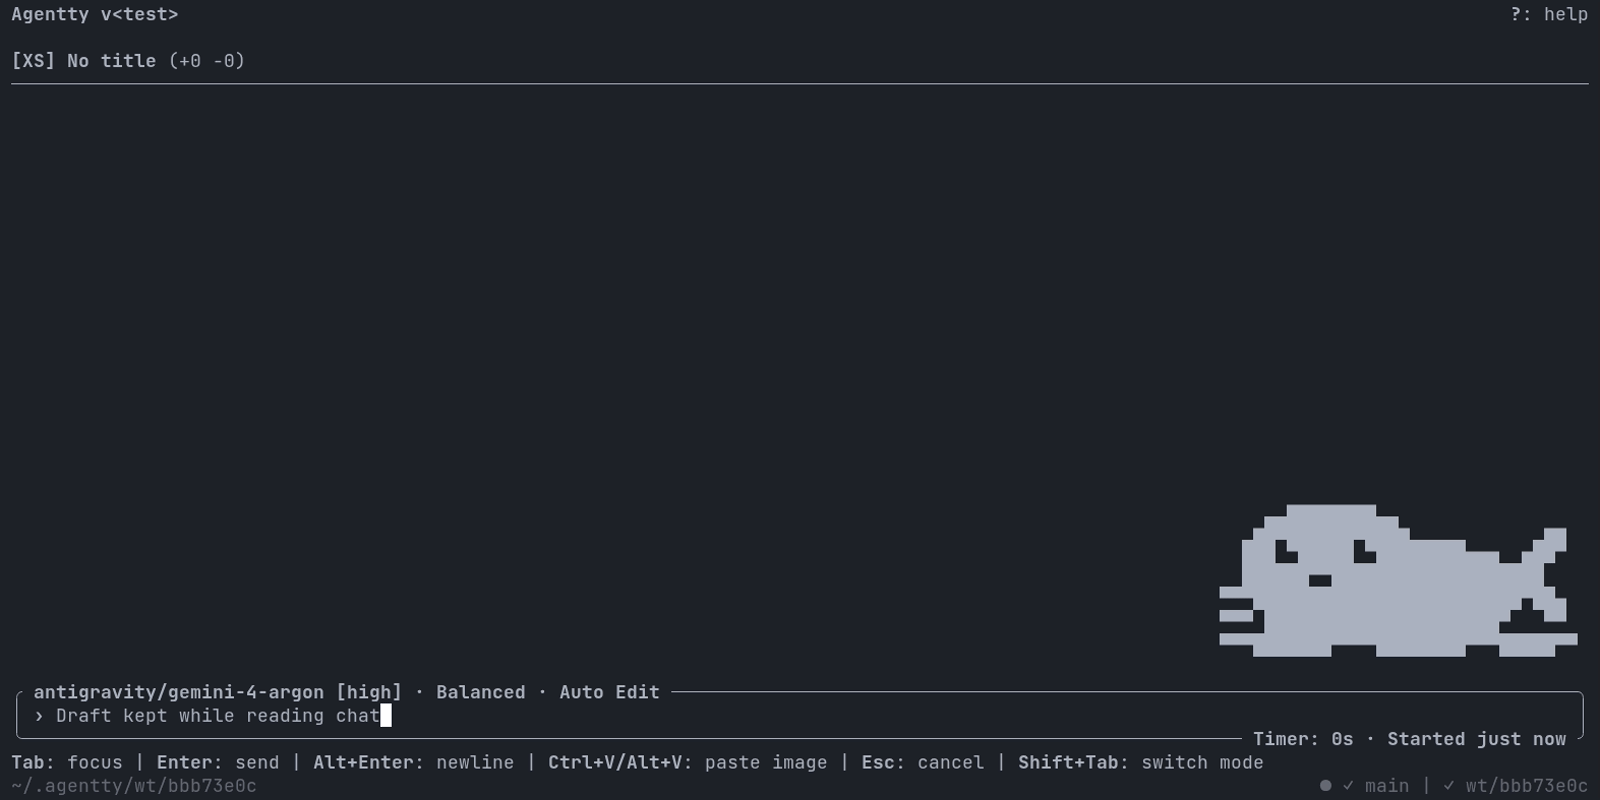 Agentty v<test> ?: help
[XS] No title (+0 -0)
antigravity/gemini-4-argon [high] · Balanced · Auto Edit
› Draft kept while reading chat
Timer: 0s · Started just now
Tab: focus | Enter: send | Alt+Enter: newline | Ctrl+V/Alt+V: paste image | Esc: cancel | Shift+Tab: switch mode
~/.agentty/wt/bbb73e0c ● ✓ main | ✓ wt/bbb73e0c